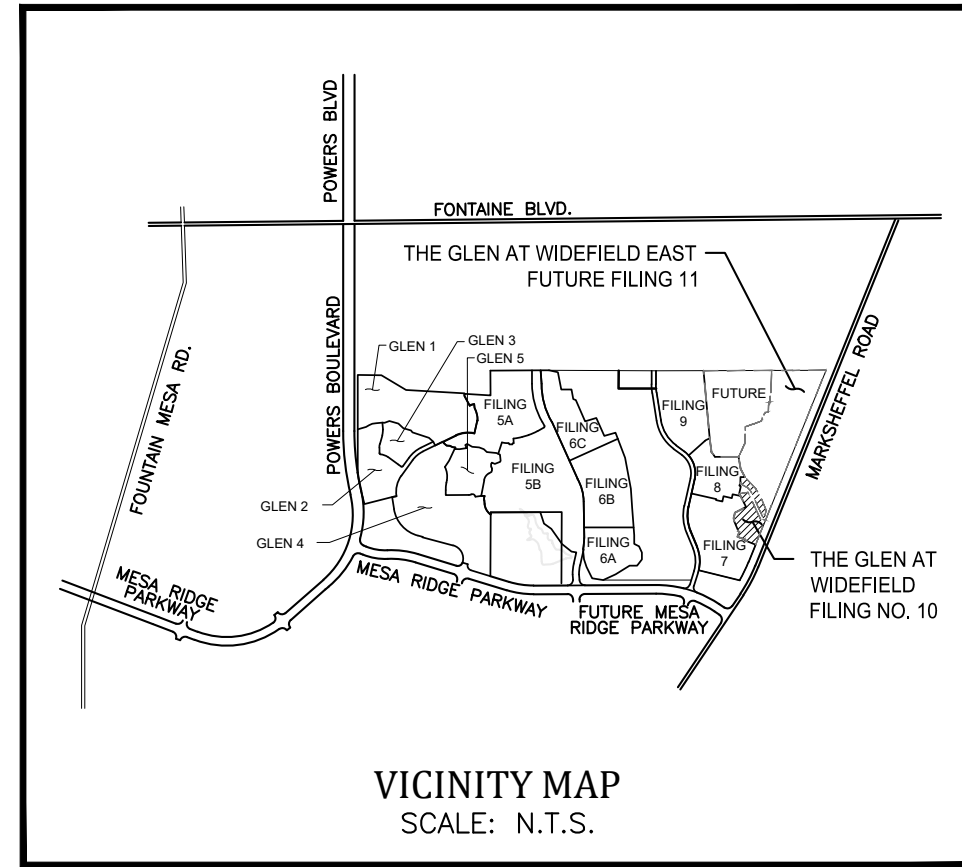 POWERS BLVD
FONTAINE BLVD.
THE GLEN AT WIDEFIELD EAST
FUTURE FILING 11
FOUNTAIN MESA RD.
POWERS BOULEVARD
MARKSHEFFEL ROAD
GLEN 1
GLEN 3
GLEN 5
FILING
5A
FILING
6C
FILING
9
FUTURE
FILING
5B
FILING
6B
FILING
8
GLEN 2
GLEN 4
FILING
6A
FILING
7
THE GLEN AT
WIDEFIELD
FILING NO. 10
MESA RIDGE
PARKWAY
MESA RIDGE PARKWAY
FUTURE MESA
RIDGE PARKWAY
VICINITY MAP
SCALE: N.T.S.